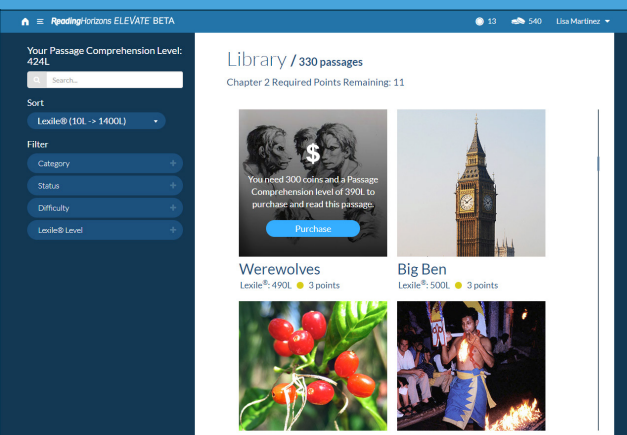 ReadingHorizons ELEVATE BETA
13
540
Lisa Martinez
Your Passage Comprehension Level:
424L
Search...
Sort
Lexile® (10L -> 1400L)
Filter
Category
Status
Difficulty
Lexile® Level
Library / 330 passages
Chapter 2 Required Points Remaining: 11
$
You need 300 coins and a Passage
Comprehension level of 390L to
purchase and read this passage.
Purchase
Werewolves
Lexile®: 490L 3 points
Big Ben
Lexile®: 500L 3 points